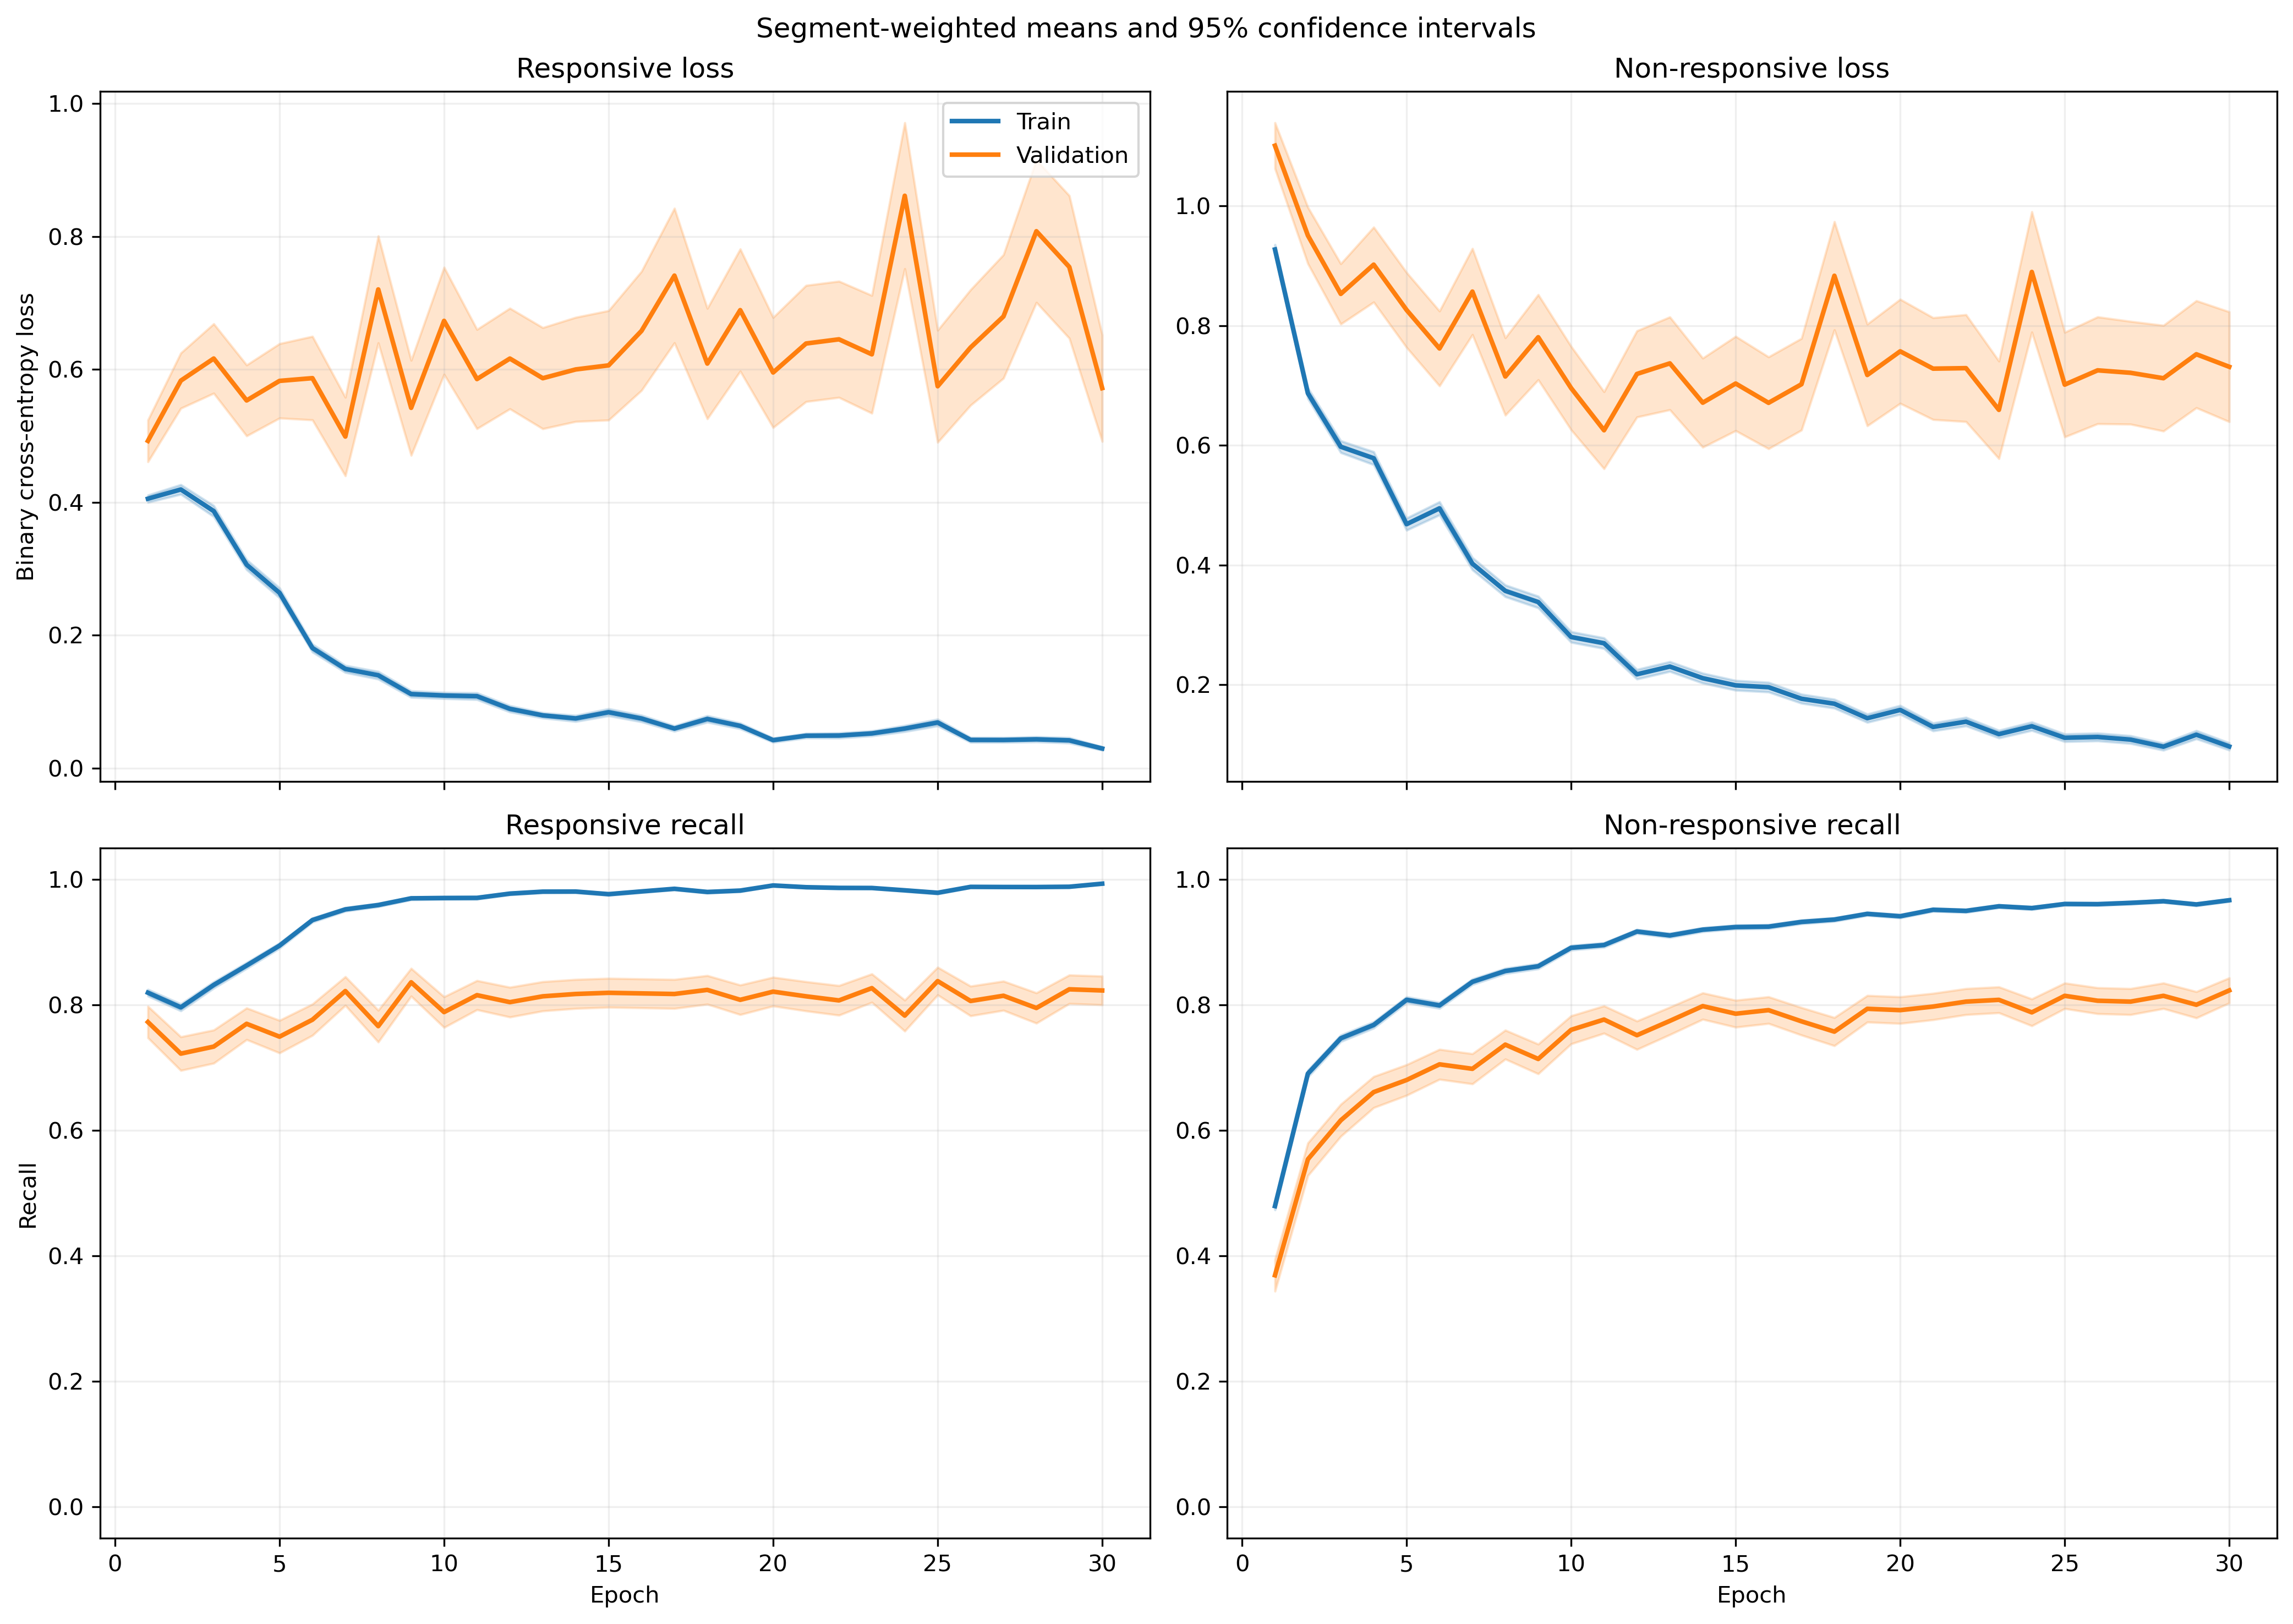 Segment-weighted means and 95% confidence intervals
Responsive loss
Non-responsive loss
Train
Validation
Binary cross-entropy loss
1.0
0.8
0.6
0.4
0.2
0.0
1.0
0.8
0.6
0.4
0.2
Responsive recall
Non-responsive recall
Recall
1.0
0.8
0.6
0.4
0.2
0.0
0 5 10 15 20 25 30
Epoch
1.0
0.8
0.6
0.4
0.2
0.0
0 5 10 15 20 25 30
Epoch